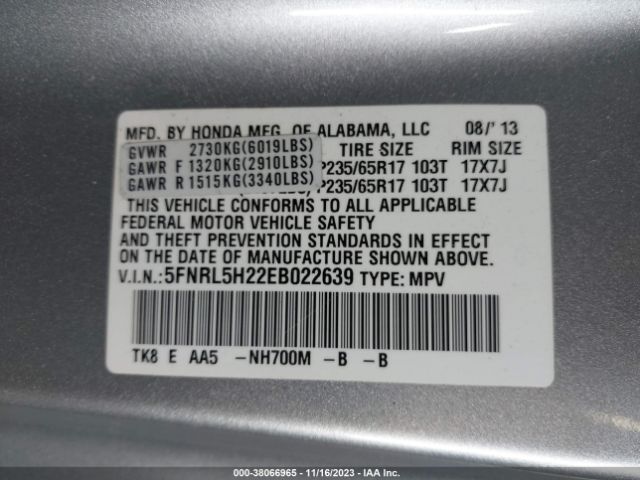 MFD. BY HONDA MFG. OF ALABAMA, LLC 08/' 13
GVWR 2730KG(6019LBS) TIRE SIZE RIM SIZE
GAWR F 1320KG(2910LBS) P235/65R17 103T 17X7J
GAWR R 1515KG(3340LBS) P235/65R17 103T 17X7J
THIS VEHICLE CONFORMS TO ALL APPLICABLE
FEDERAL MOTOR VEHICLE SAFETY
AND THEFT PREVENTION STANDARDS IN EFFECT
ON THE DATE OF MANUFACTURE SHOWN ABOVE.
V.I.N.: 5FNRL5H22EB022639 TYPE: MPV
TK8 E AA5 -NH700M -B -B
000-38066965 - 11/16/2023 - IAA Inc.